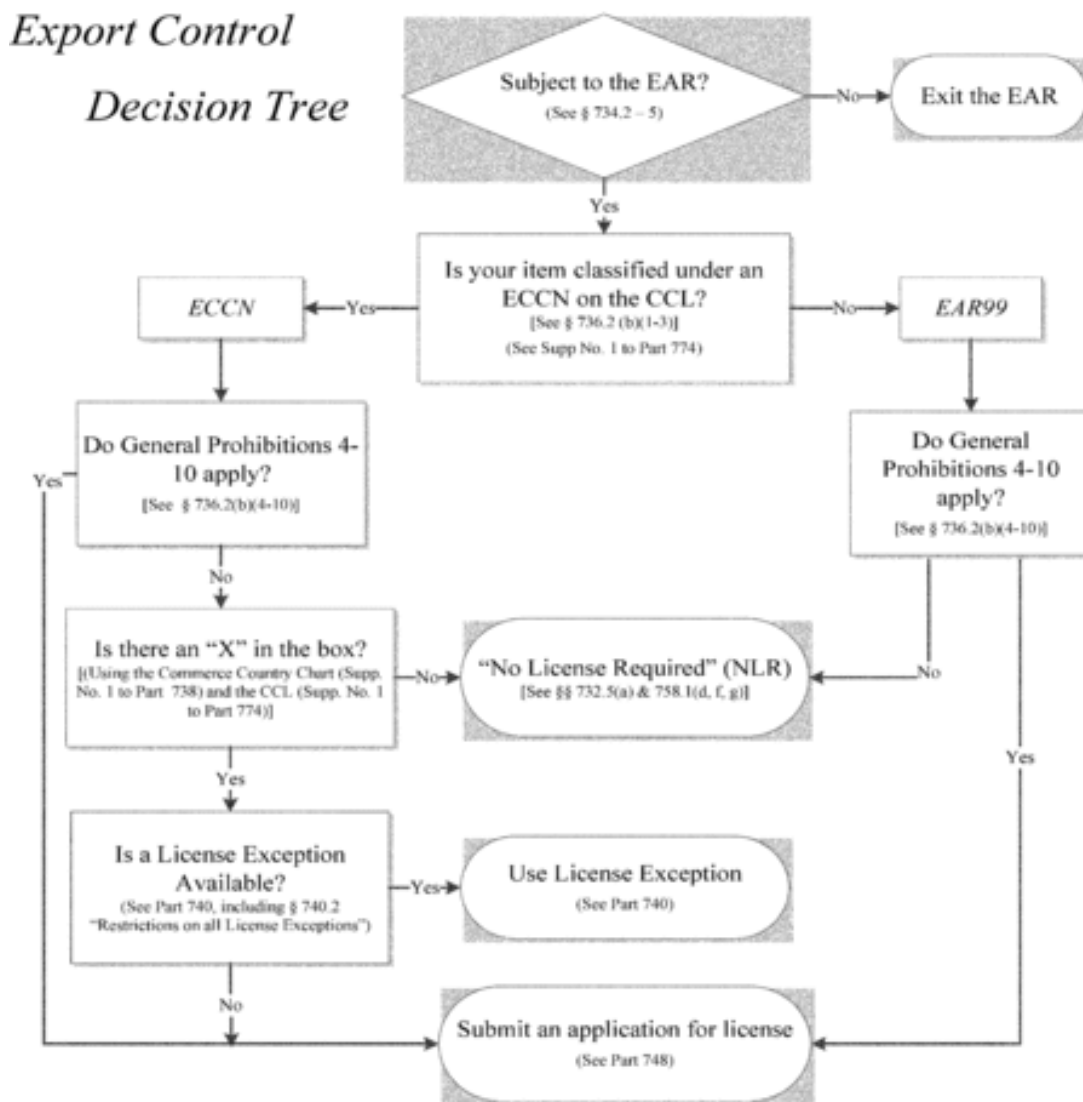 Export Control
Decision Tree
Subject to the EAR?
(See § 734.2 – 5)
No
Exit the EAR
Yes
Is your item classified under an
ECCN on the CCL?
[See § 736.2 (b)(1-3)]
(See Supp No. 1 to Part 774)
Yes
ECCN
No
EAR99
Do General Prohibitions 4-
10 apply?
[See § 736.2(b)(4-10)]
Yes
Do General
Prohibitions 4-10
apply?
[See § 736.2(b)(4-10)]
No
Is there an “X” in the box?
[(Using the Commerce Country Chart (Supp.
No. 1 to Part 738) and the CCL (Supp. No. 1
to Part 774)]
No
“No License Required” (NLR)
[See §§ 732.5(a) & 758.1(d, f, g)]
No
Yes
Yes
Is a License Exception
Available?
(See Part 740, including § 740.2
“Restrictions on all License Exceptions”)
Yes
Use License Exception
(See Part 740)
No
Submit an application for license
(See Part 748)